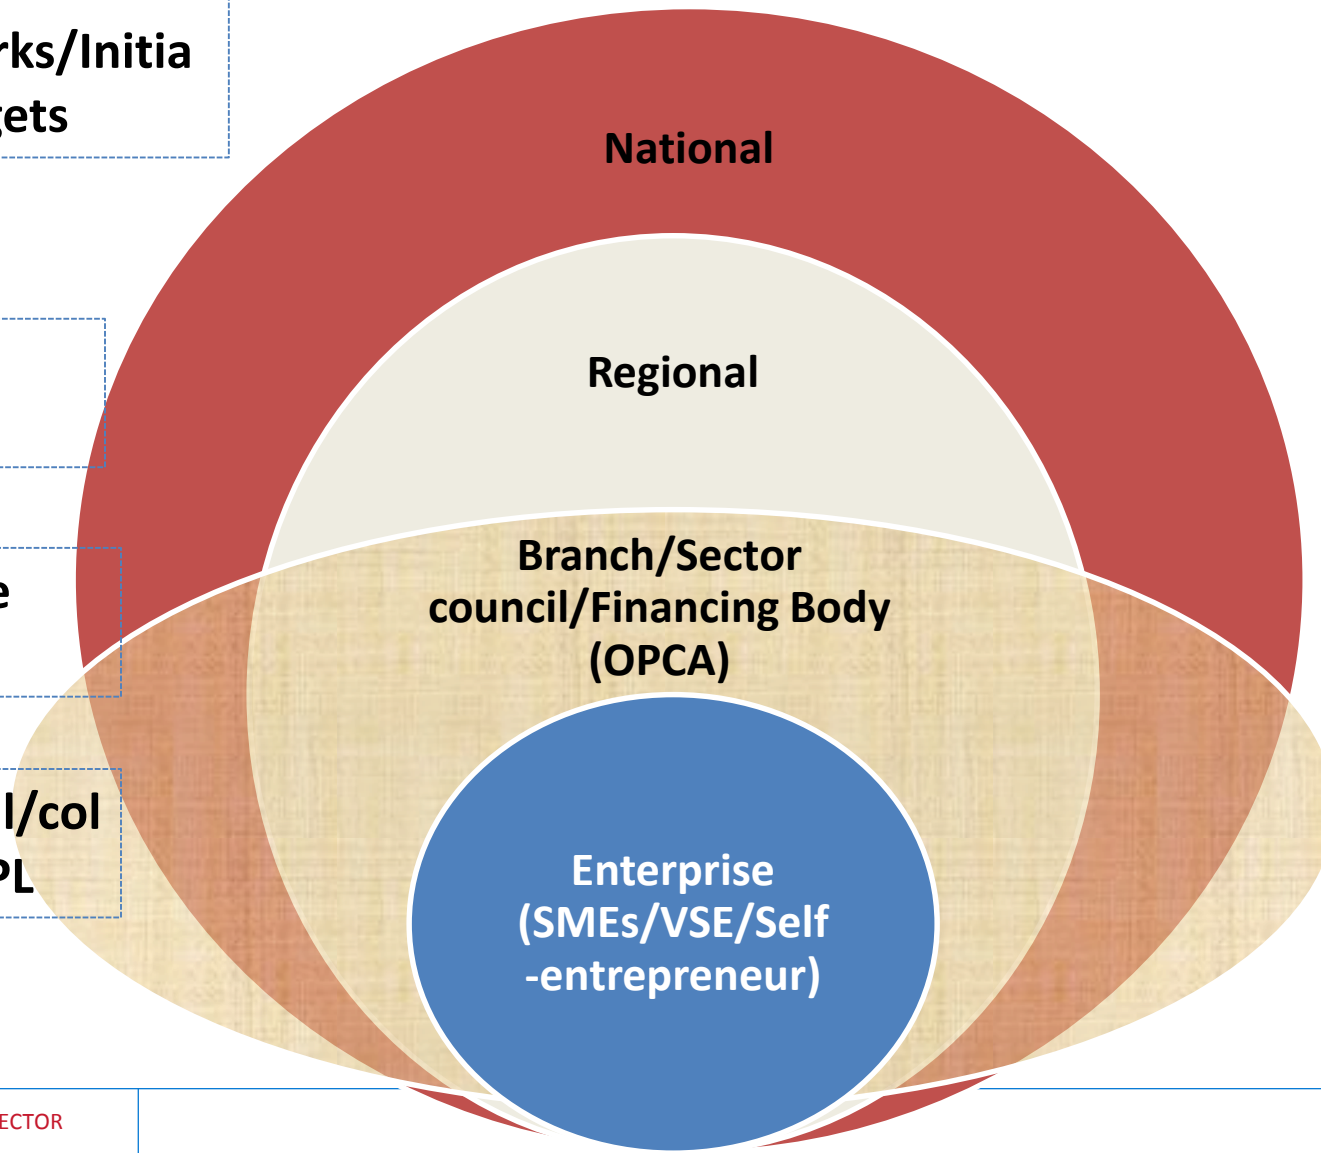 rks/Initia
gets
National
Regional
Branch/Sector
council/Financing Body
(OPCA)
e
l/col
PL
Enterprise
(SMEs/VSE/Self
-entrepreneur)
ECTOR